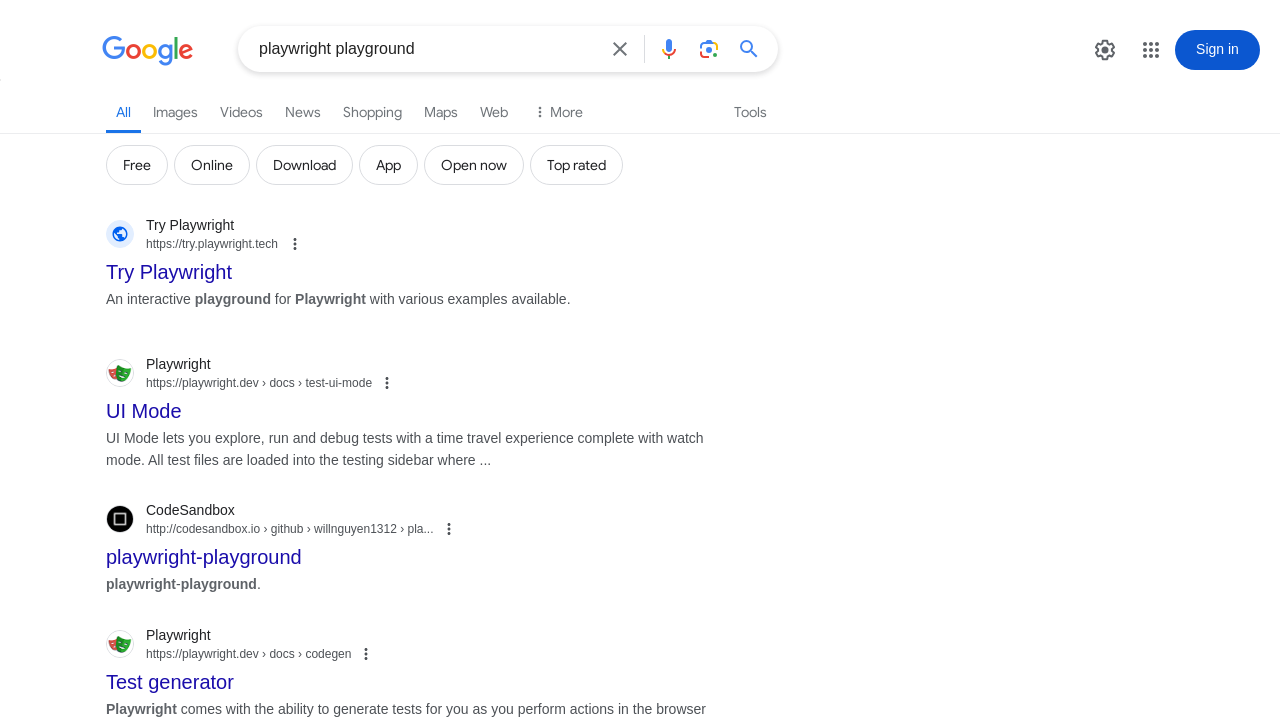 Google
playwright playground
Sign in
All Images Videos News Shopping Maps Web More Tools
Free Online Download App Open now Top rated
Try Playwright
https://try.playwright.tech
Try Playwright
An interactive playground for Playwright with various examples available.
Playwright
https://playwright.dev › docs › test-ui-mode
UI Mode
UI Mode lets you explore, run and debug tests with a time travel experience complete with watch
mode. All test files are loaded into the testing sidebar where ...
CodeSandbox
http://codesandbox.io › github › willnguyen1312 › pla...
playwright-playground
playwright-playground.
Playwright
https://playwright.dev › docs › codegen
Test generator
Playwright comes with the ability to generate tests for you as you perform actions in the browser